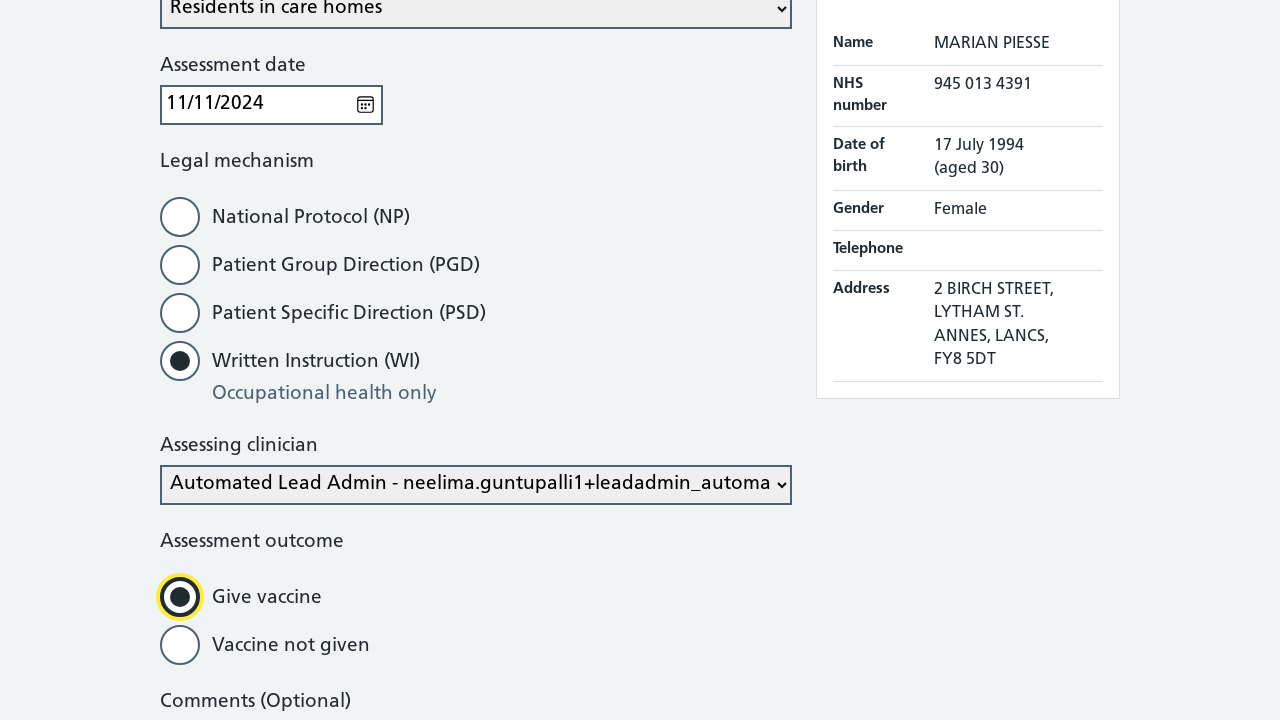 Residents in care homes
Assessment date
11/11/2024
Legal mechanism
National Protocol (NP)
Patient Group Direction (PGD)
Patient Specific Direction (PSD)
Written Instruction (WI)
Occupational health only
Assessing clinician
Automated Lead Admin - neelima.guntupalli1+leadadmin_automa
Assessment outcome
Give vaccine
Vaccine not given
Comments (Optional)
Name MARIAN PIESSE
NHS number 945 013 4391
Date of birth 17 July 1994
(aged 30)
Gender Female
Telephone
Address 2 BIRCH STREET,
LYTHAM ST.
ANNES, LANCS,
FY8 5DT